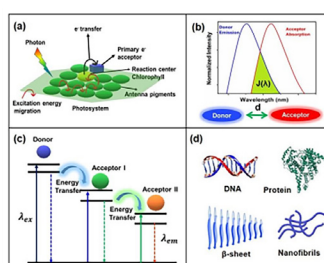 (a)
e- transfer
Photon
Primary e-
acceptor
Reaction center
Chlorophyll
Antenna pigments
Excitation energy
migration
Photosystem
(b)
Donor
Emission
Acceptor
Absorption
Normalized Intensity
J(λ)
Wavelength (nm)
d
Donor
Acceptor
(c)
Donor
Acceptor I
Acceptor II
Energy
Transfer
Energy
Transfer
λex
λem
(d)
DNA
Protein
β-sheet
Nanofibrils